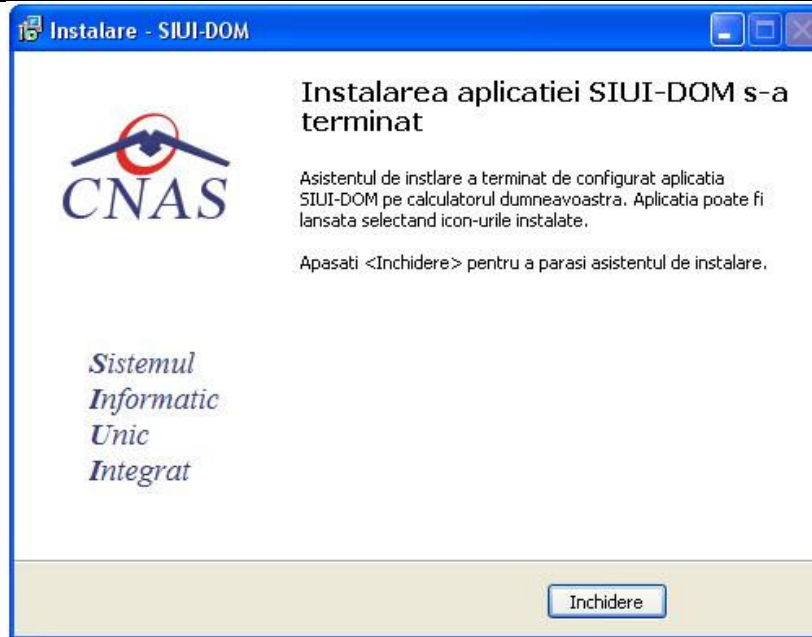 Instalare - SIUI-DOM
Instalarea aplicatiei SIUI-DOM s-a
terminat
Asistentul de instlare a terminat de configurat aplicatia
SIUI-DOM pe calculatorul dumneavoastra. Aplicatia poate fi
lansata selectand icon-urile instalate.
Apasati <Inchidere> pentru a parasi asistentul de instalare.
CNAS
Sistemul
Informatic
Unic
Integrat
Inchidere